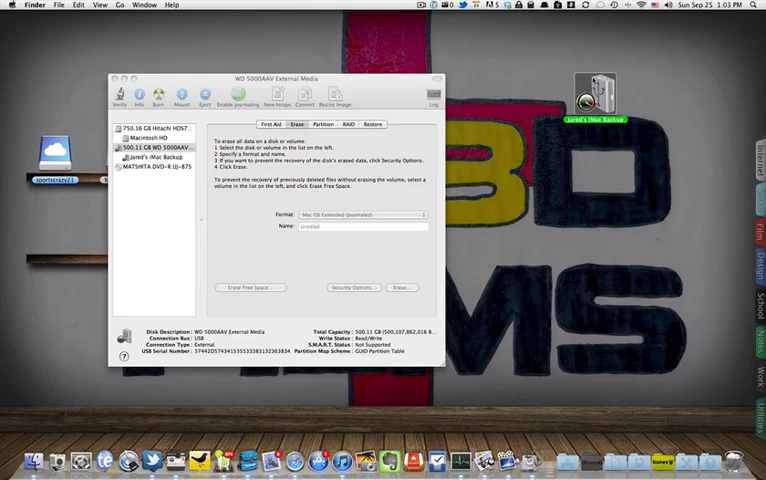 Finder File Edit View Go Window Help
Sun Sep 25 1:03 PM
WD 5000AAV External Media
Verify Info Burn Mount Eject Enable Journaling New Image Convert Resize Image Log
750.16 GB Hitachi HDS7...
Macintosh HD
500.11 GB WD 5000AAV...
Jared's iMac Backup
MATSHITA DVD-R UJ-875
First Aid Erase Partition RAID Restore
To erase all data on a disk or volume:
1 Select the disk or volume in the list on the left.
2 Specify a format and name.
3 If you want to prevent the recovery of the disk's erased data, click Security Options.
4 Click Erase.
To prevent the recovery of previously deleted files without erasing the volume, select a
volume in the list on the left, and click Erase Free Space.
Format: Mac OS Extended (Journaled)
Name: Untitled
Erase Free Space... Security Options... Erase...
Disk Description : WD 5000AAV External Media
Connection Bus : USB
Connection Type : External
USB Serial Number : 57442D574341535533383132363834
Total Capacity : 500.11 GB (500,107,862,016 B...
Write Status : Read/Write
S.M.A.R.T. Status : Not Supported
Partition Map Scheme : GUID Partition Table
sportscrazy21
Jared's iMac Backup
Internet
Social
Film
Design
School
Notes
Work
Utilities
Games